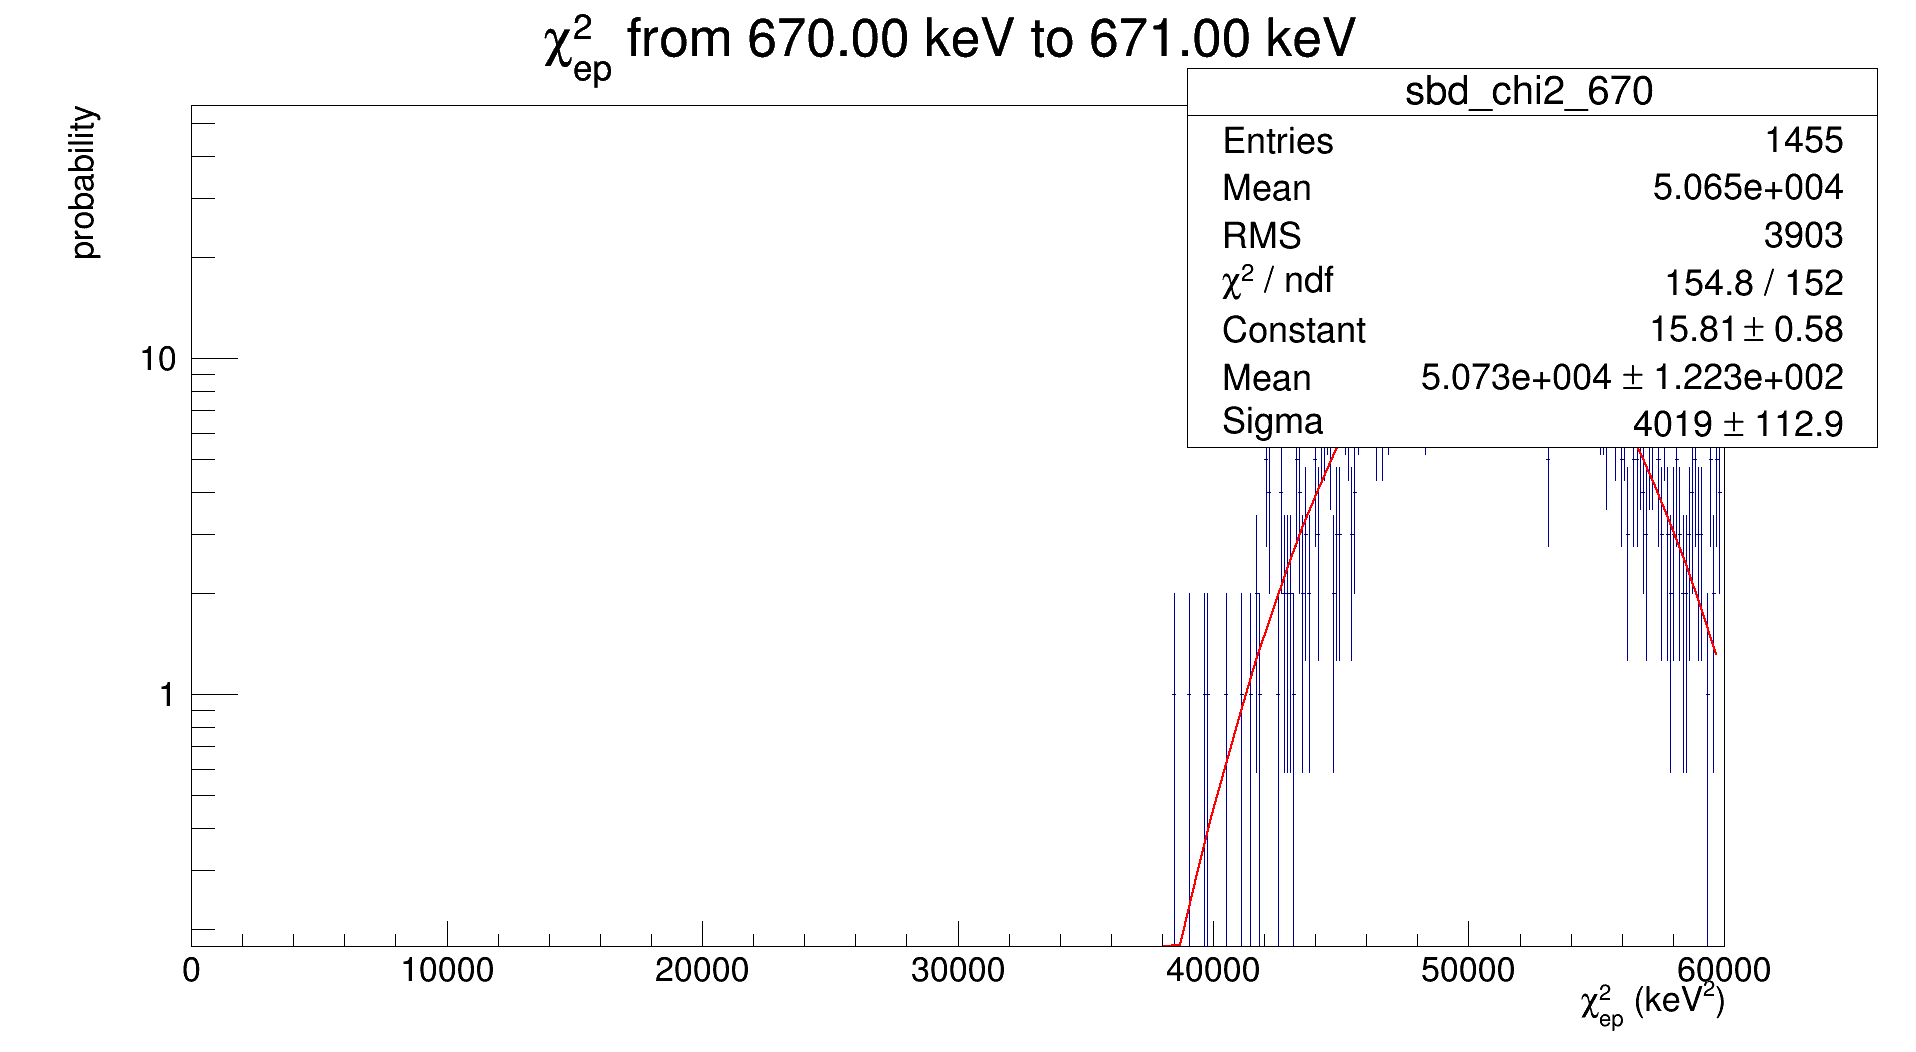 χ²ep from 670.00 keV to 671.00 keV
sbd_chi2_670
Entries 1455
Mean 5.065e+004
RMS 3903
χ² / ndf 154.8 / 152
Constant 15.81 ± 0.58
Mean 5.073e+004 ± 1.223e+002
Sigma 4019 ± 112.9
probability
10
1
0 10000 20000 30000 40000 50000 60000
χ²ep (keV²)